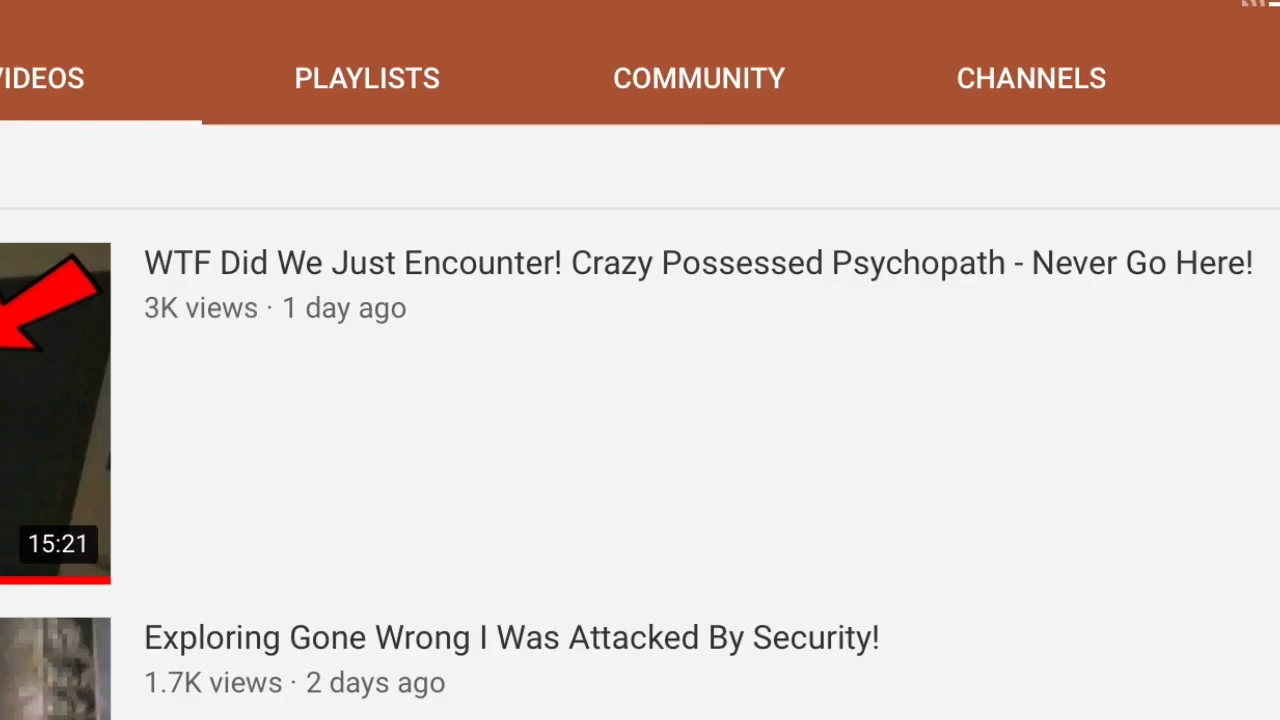 VIDEOS PLAYLISTS COMMUNITY CHANNELS
WTF Did We Just Encounter! Crazy Possessed Psychopath - Never Go Here!
3K views · 1 day ago
15:21
Exploring Gone Wrong I Was Attacked By Security!
1.7K views · 2 days ago